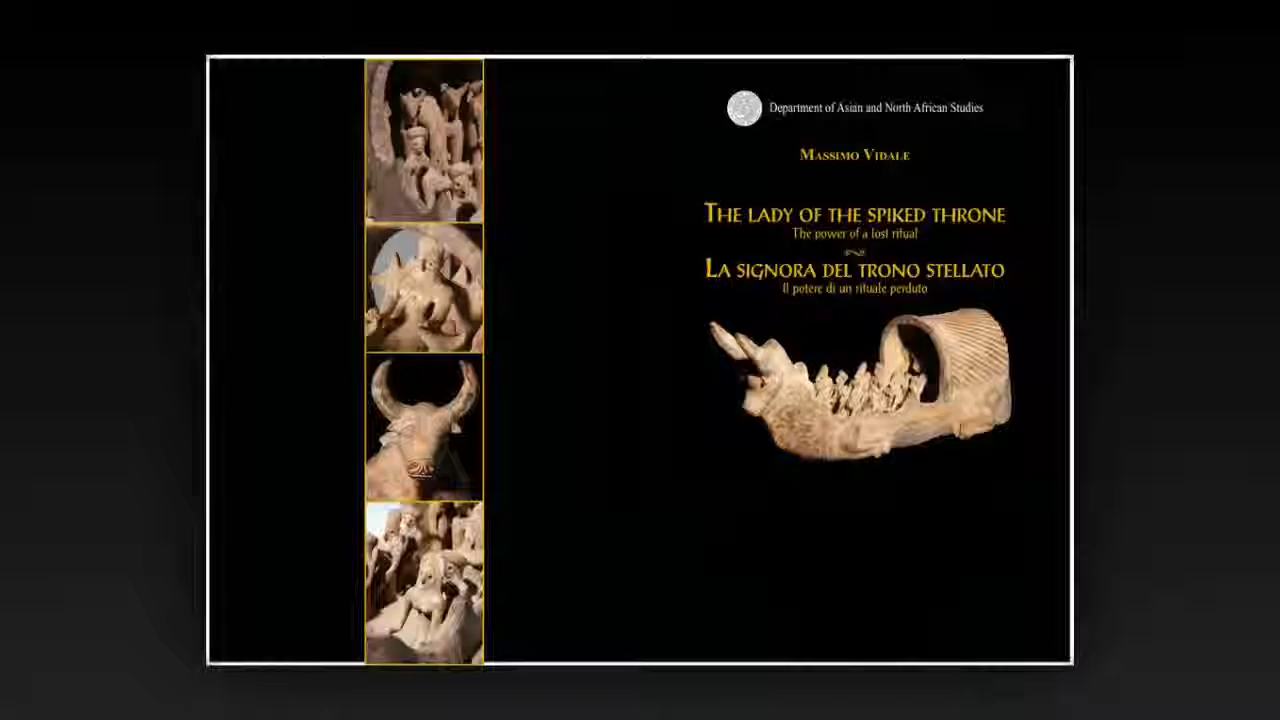 Department of Asian and North African Studies
Massimo Vidale
The lady of the spiked throne
The power of a lost ritual
La signora del trono stellato
Il potere di un rituale perduto